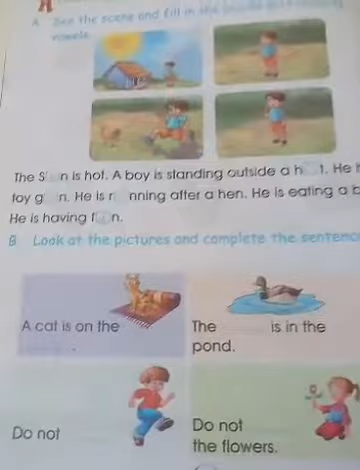 A See the scene and fill in the
vowels.
The S n is hot. A boy is standing outside a h t. He
toy g n. He is r nning after a hen. He is eating a b
He is having f n.
B Look at the pictures and complete the sentenc
A cat is on the
.
The is in the
pond.
Do not
Do not
the flowers.